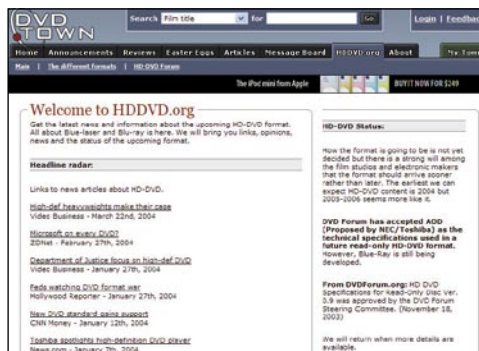 DVD
TOWN
Search Film title for Go
Login | Feedbac
Home Announcements Reviews Easter Eggs Articles Message Board HDDVD.org About My Town
Main | The different formats | HD-DVD Forum
The iPod mini from Apple BUY IT NOW FOR $249
Welcome to HDDVD.org
Get the latest news and information about the upcoming HD-DVD format.
All about Blue-laser and Blu-ray is here. We will bring you links, opinions,
news and the status of the upcoming format.
Headline radar:
Links to news articles about HD-DVD.
High-def heavyweights make their case
Video Business - March 22nd, 2004
Microsoft on every DVD?
ZDNet - February 27th, 2004
Department of Justice focus on high-def DVD
Video Business - January 27th, 2004
Feds watching DVD format war
Hollywood Reporter - January 27th, 2004
New DVD standard gains support
CNN Money - January 12th, 2004
Toshiba spotlights high-definition DVD player
News.com - January 7th, 2004
HD-DVD Status:
How the format is going to be is not yet
decided but there is a strong will among
the film studios and electronic makers
that the format should arrive sooner
rather than later. The earliest we can
expect HD-DVD content is 2004 but
2005-2006 seems more like it.
DVD Forum has accepted AOD
(Proposed by NEC/Toshiba) as the
technical specifications used in a
future read-only HD-DVD format.
However, Blue-Ray is still being
developed.
From DVDForum.org: HD DVD
Specifications for Read-Only Disc Ver.
0.9 was approved by the DVD Forum
Steering Committee. (November 18,
2003)
We will return when more details are
available.